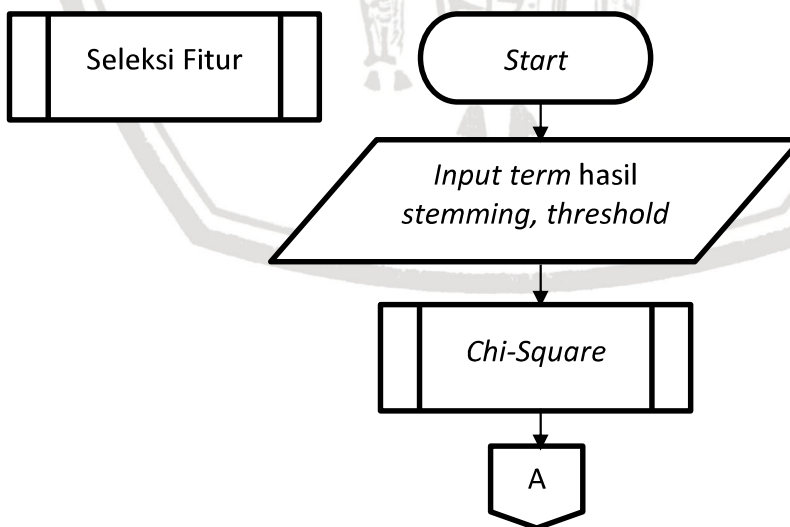 Seleksi Fitur
Start
Input term hasil
stemming, threshold
Chi-Square
A